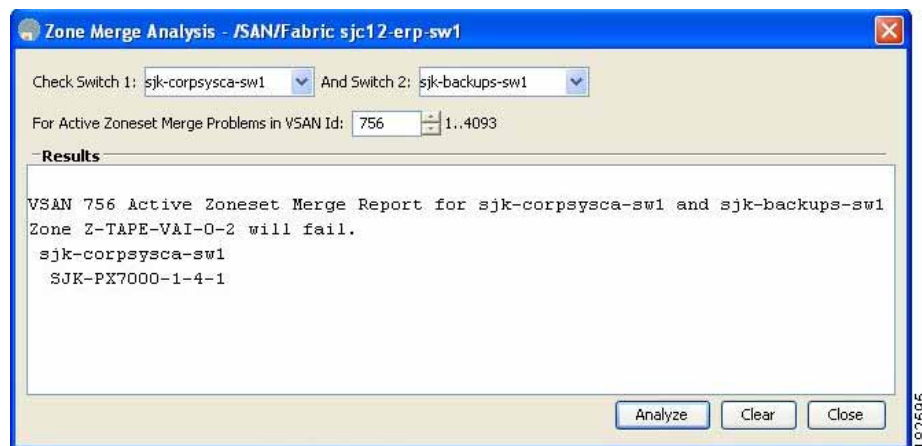 Zone Merge Analysis - /SAN/Fabric sjc12-erp-sw1
Check Switch 1: sjk-corpsysca-sw1 And Switch 2: sjk-backups-sw1
For Active Zoneset Merge Problems in VSAN Id: 756 1..4093
Results
VSAN 756 Active Zoneset Merge Report for sjk-corpsysca-sw1 and sjk-backups-sw1
Zone Z-TAPE-VAI-O-2 will fail.
sjk-corpsysca-sw1
SJK-PX7000-1-4-1
Analyze Clear Close